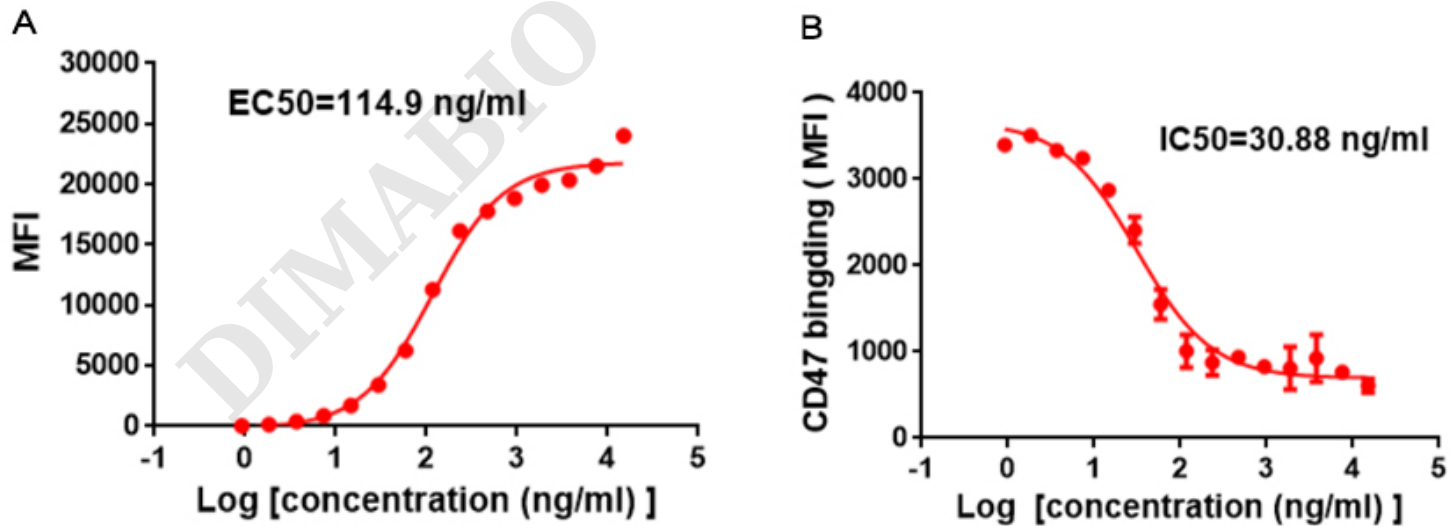 A
30000
25000
20000
15000
10000
5000
0
MFI
EC50=114.9 ng/ml
DIMABIO
-1 0 1 2 3 4 5
Log [concentration (ng/ml) ]
B
4000
3000
2000
1000
0
CD47 bingding ( MFI )
IC50=30.88 ng/ml
-1 0 1 2 3 4 5
Log [concentration (ng/ml) ]